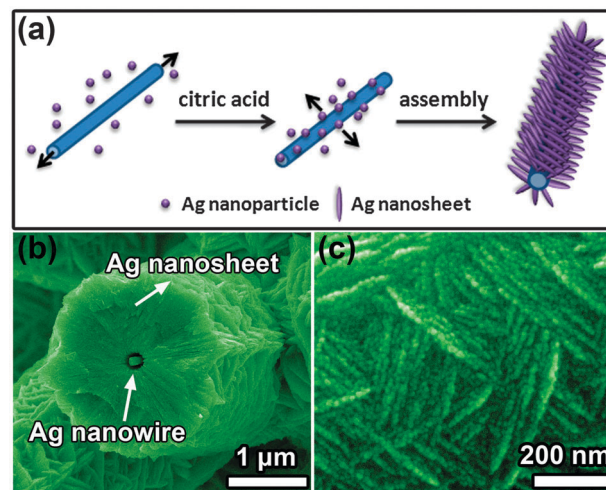 (a)
citric acid
assembly
Ag nanoparticle
Ag nanosheet
(b)
Ag nanosheet
Ag nanowire
1 µm
(c)
200 nm